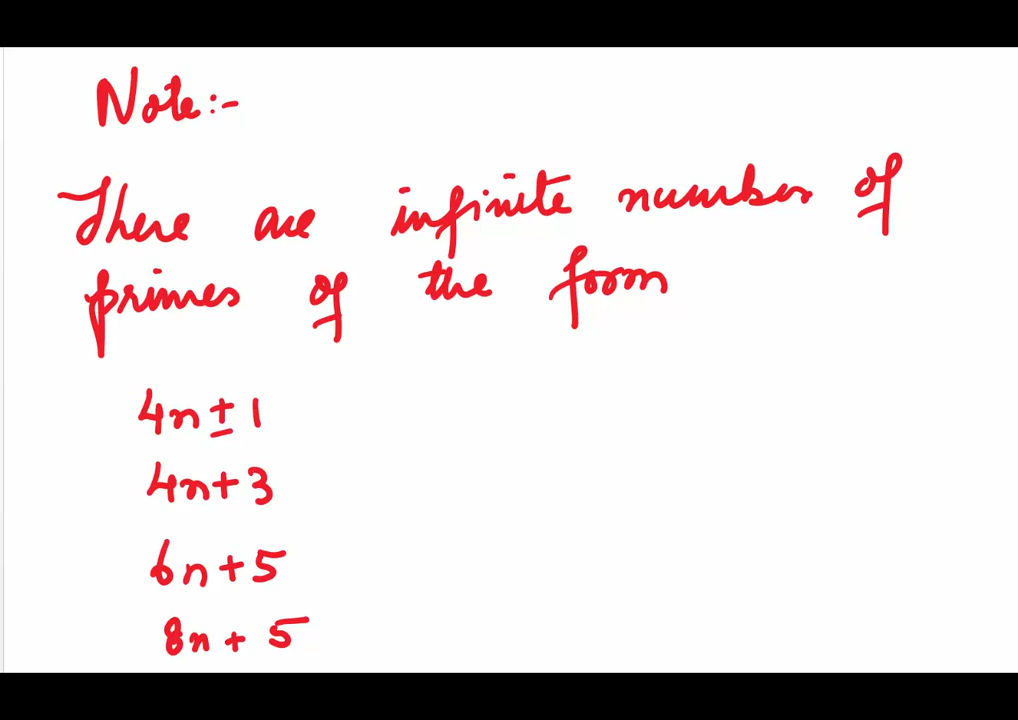 Note:-
There are infinite number of
primes of the form
4n ± 1
4n + 3
6n + 5
8n + 5